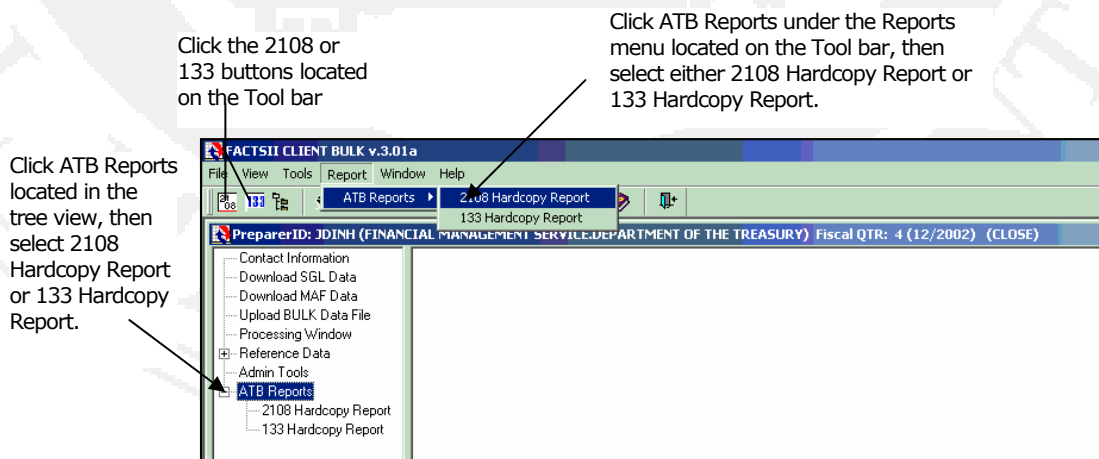 Click the 2108 or
133 buttons located
on the Tool bar
Click ATB Reports under the Reports
menu located on the Tool bar, then
select either 2108 Hardcopy Report or
133 Hardcopy Report.
Click ATB Reports
located in the
tree view, then
select 2108
Hardcopy Report
or 133 Hardcopy
Report.
FACTSII CLIENT BULK v.3.01a
File View Tools Report Window Help
21 08 133
ATB Reports
2108 Hardcopy Report
133 Hardcopy Report
PreparerID: JDINH (FINANCIAL MANAGEMENT SERVICE.DEPARTMENT OF THE TREASURY) Fiscal QTR: 4 (12/2002) (CLOSE)
Contact Information
Download SGL Data
Download MAF Data
Upload BULK Data File
Processing Window
Reference Data
Admin Tools
ATB Reports
2108 Hardcopy Report
133 Hardcopy Report